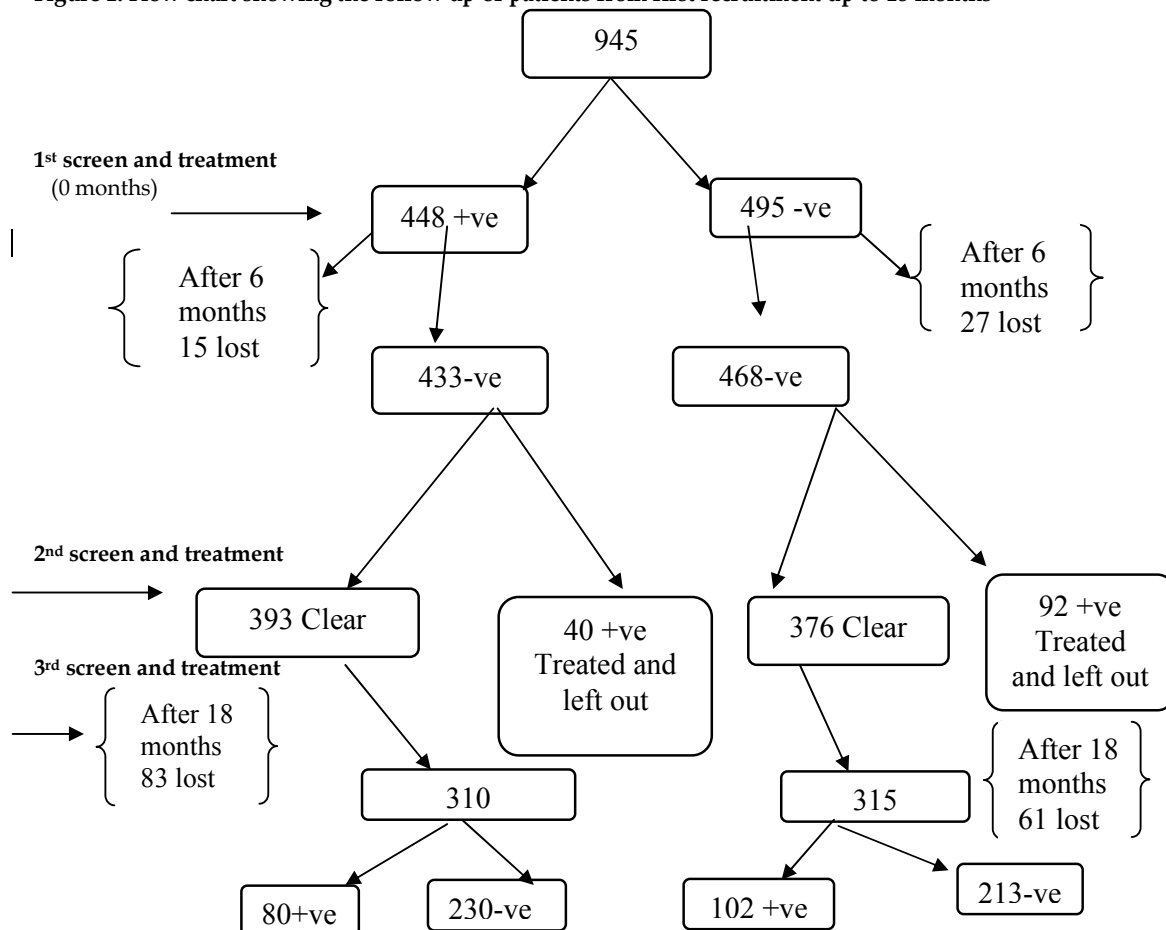 Flow chart showing the follow up of patients from first recruitment up to 18 months
945
1st screen and treatment
(0 months)
448 +ve
495 -ve
After 6
months
15 lost
After 6
months
27 lost
433-ve
468-ve
2nd screen and treatment
393 Clear
40 +ve
Treated and
left out
376 Clear
92 +ve
Treated
and left out
3rd screen and treatment
After 18
months
83 lost
310
315
After 18
months
61 lost
80+ve
230-ve
102 +ve
213-ve